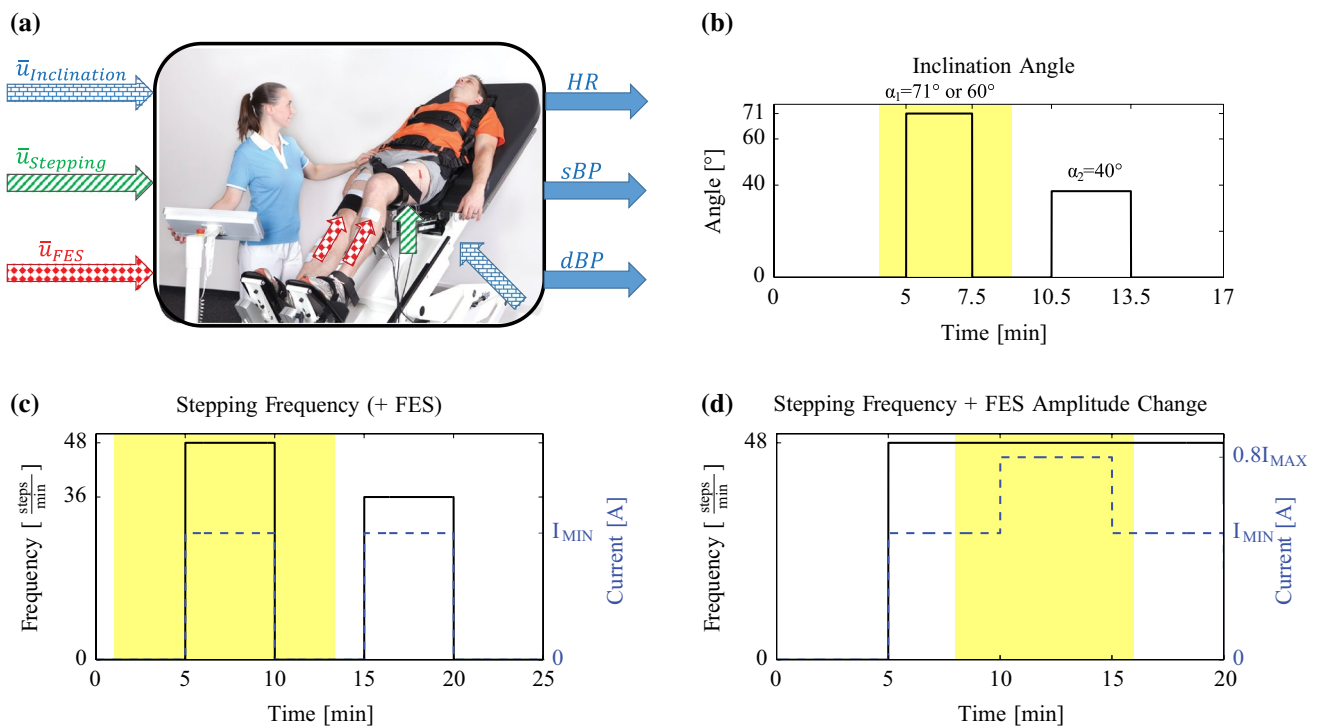 (a)
ū_Inclination
ū_Stepping
ū_FES
HR
sBP
dBP
(b)
Inclination Angle
α₁=71° or 60°
α₂=40°
Angle [°]
71
60
40
0
0 5 7.5 10.5 13.5 17
Time [min]
(c)
Stepping Frequency (+ FES)
Frequency [steps/min]
48
36
0
I_MIN
0
Current [A]
0 5 10 15 20 25
Time [min]
(d)
Stepping Frequency + FES Amplitude Change
Frequency [steps/min]
48
0
0.8I_MAX
I_MIN
0
Current [A]
0 5 10 15 20
Time [min]